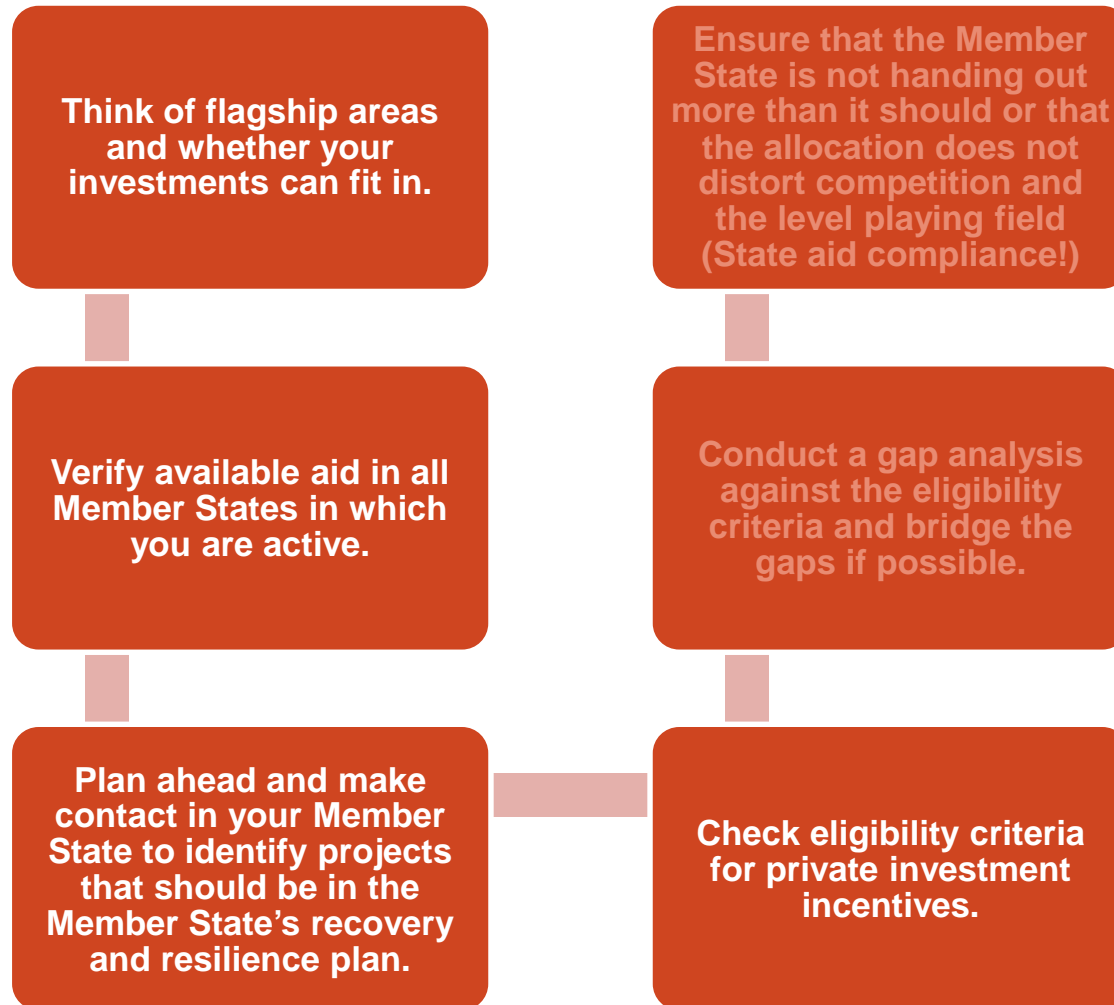 Think of flagship areas
and whether your
investments can fit in.
Verify available aid in all
Member States in which
you are active.
Plan ahead and make
contact in your Member
State to identify projects
that should be in the
Member State’s recovery
and resilience plan.
Check eligibility criteria
for private investment
incentives.
Conduct a gap analysis
against the eligibility
criteria and bridge the
gaps if possible.
Ensure that the Member
State is not handing out
more than it should or that
the allocation does not
distort competition and
the level playing field
(State aid compliance!)